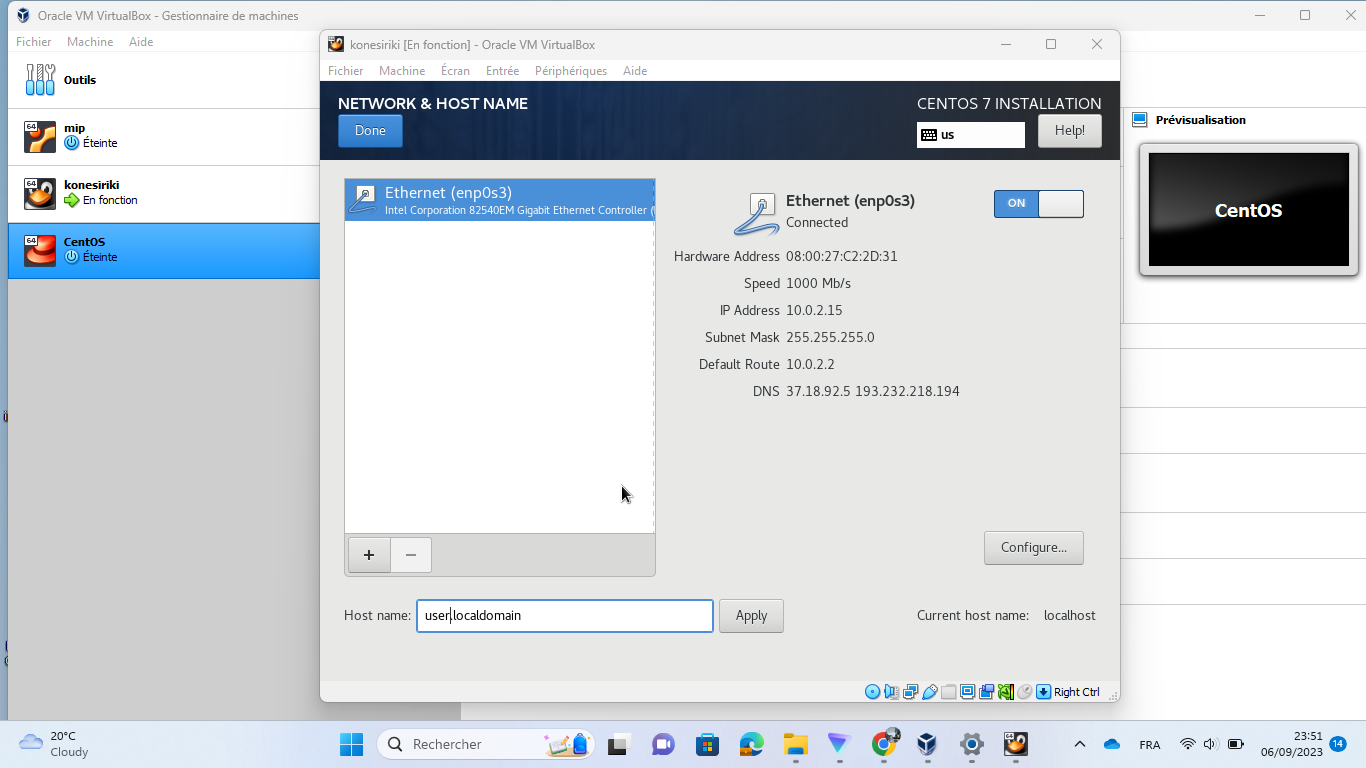 Oracle VM VirtualBox - Gestionnaire de machines
Fichier Machine Aide
Outils
64
mip
Éteinte
64
konesiriki
En fonction
64
CentOS
Éteinte
konesiriki [En fonction] - Oracle VM VirtualBox
Fichier Machine Écran Entrée Périphériques Aide
NETWORK & HOST NAME
Done
CENTOS 7 INSTALLATION
us
Help!
Ethernet (enp0s3)
Intel Corporation 82540EM Gigabit Ethernet Controller (
Ethernet (enp0s3)
Connected
ON
Hardware Address 08:00:27:C2:2D:31
Speed 1000 Mb/s
IP Address 10.0.2.15
Subnet Mask 255.255.255.0
Default Route 10.0.2.2
DNS 37.18.92.5 193.232.218.194
+ −
Configure...
Host name: user.localdomain Apply
Current host name: localhost
Right Ctrl
Prévisualisation
CentOS
20°C
Cloudy
Rechercher
FRA
23:51
06/09/2023
14